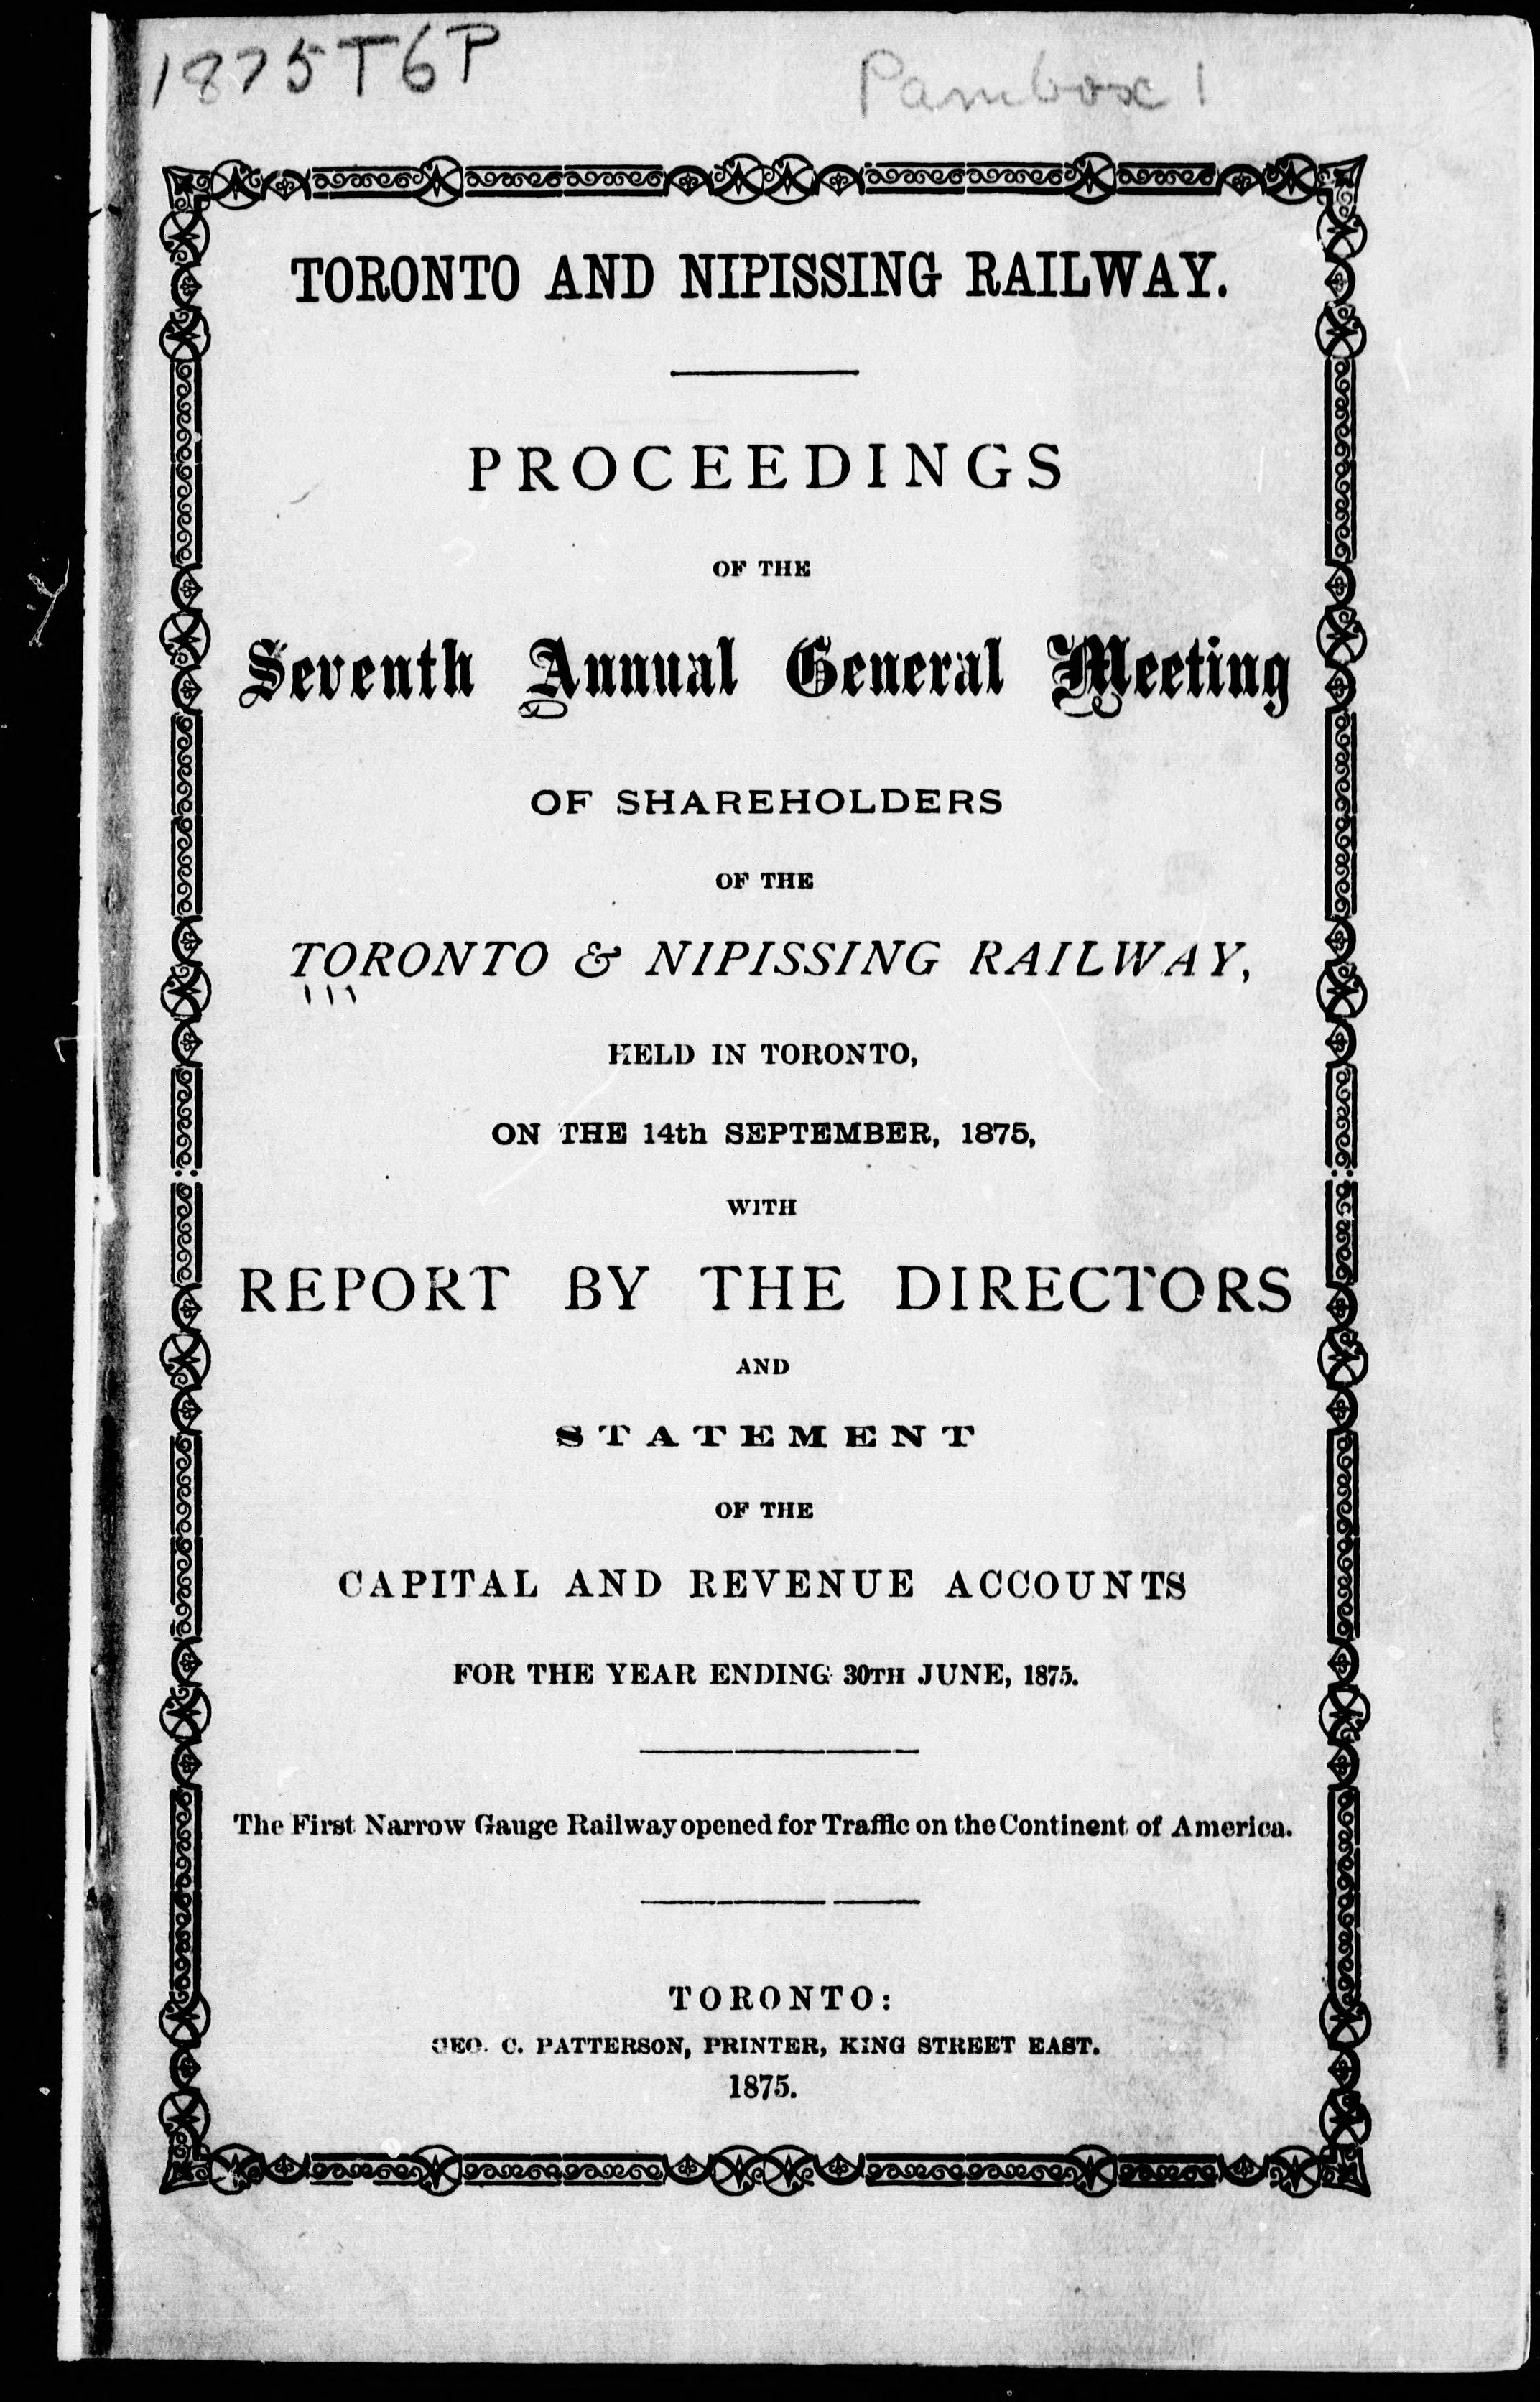 1875T6P
Pambox 1
TORONTO AND NIPISSING RAILWAY.
PROCEEDINGS
OF THE
Seventh Annual General Meeting
OF SHAREHOLDERS
OF THE
TORONTO & NIPISSING RAILWAY,
HELD IN TORONTO,
ON THE 14th SEPTEMBER, 1875,
WITH
REPORT BY THE DIRECTORS
AND
STATEMENT
OF THE
CAPITAL AND REVENUE ACCOUNTS
FOR THE YEAR ENDING 30TH JUNE, 1875.
The First Narrow Gauge Railway opened for Traffic on the Continent of America.
TORONTO:
GEO. C. PATTERSON, PRINTER, KING STREET EAST.
1875.